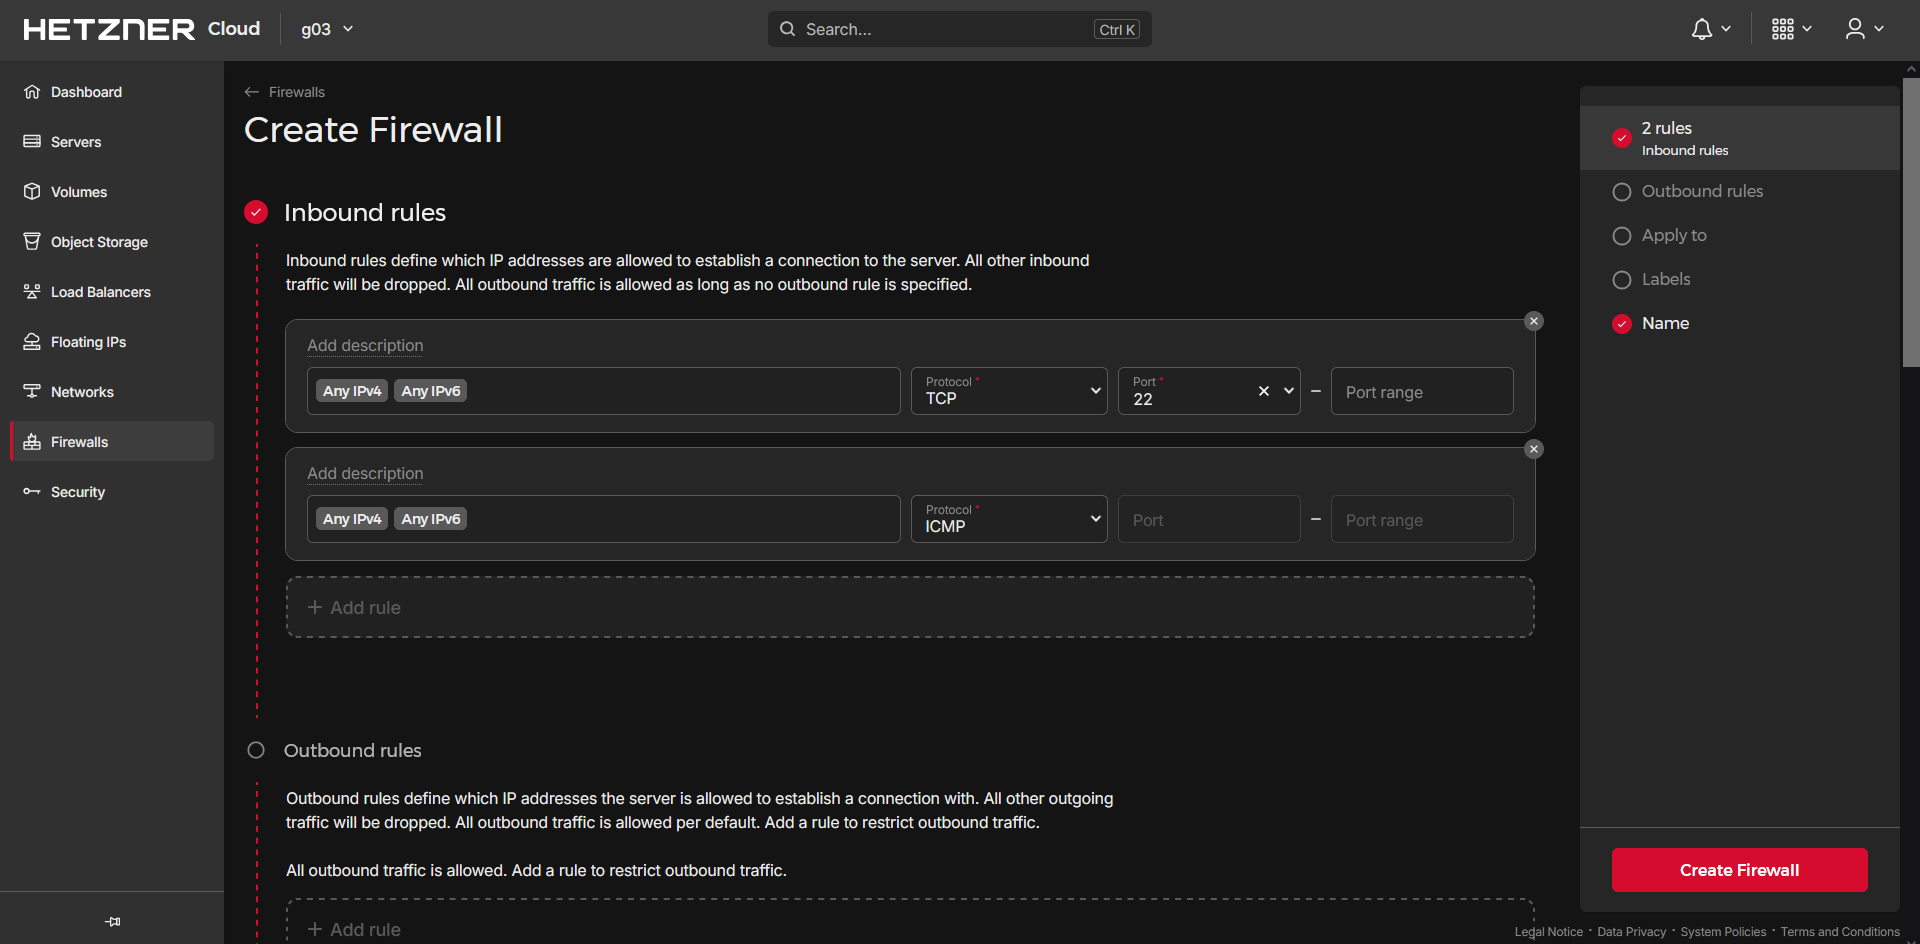 HETZNER Cloud
g03
Search...
Ctrl K
Dashboard
Servers
Volumes
Object Storage
Load Balancers
Floating IPs
Networks
Firewalls
Security
Firewalls
Create Firewall
Inbound rules
Inbound rules define which IP addresses are allowed to establish a connection to the server. All other inbound
traffic will be dropped. All outbound traffic is allowed as long as no outbound rule is specified.
Add description
Any IPv4 Any IPv6
Protocol *
TCP
Port *
22
–
Port range
Add description
Any IPv4 Any IPv6
Protocol *
ICMP
Port
–
Port range
+ Add rule
Outbound rules
Outbound rules define which IP addresses the server is allowed to establish a connection with. All other outgoing
traffic will be dropped. All outbound traffic is allowed per default. Add a rule to restrict outbound traffic.
All outbound traffic is allowed. Add a rule to restrict outbound traffic.
+ Add rule
2 rules
Inbound rules
Outbound rules
Apply to
Labels
Name
Create Firewall
Legal Notice · Data Privacy · System Policies · Terms and Conditions